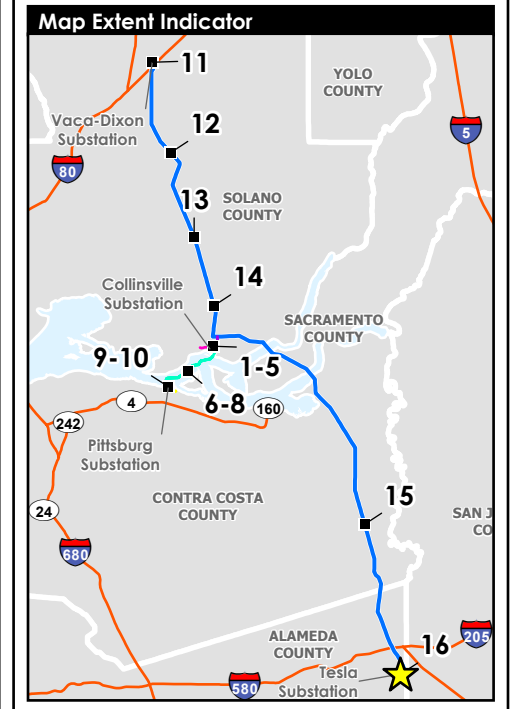 Map Extent Indicator
11
YOLO
COUNTY
Vaca-Dixon
Substation
12
5
80
13
SOLANO
COUNTY
14
Collinsville
Substation
SACRAMENTO
COUNTY
9-10
1-5
6-8
4
160
242
Pittsburg
Substation
15
CONTRA COSTA
COUNTY
24
SAN J
CO
680
205
ALAMEDA
COUNTY
16
Tesla
Substation
580